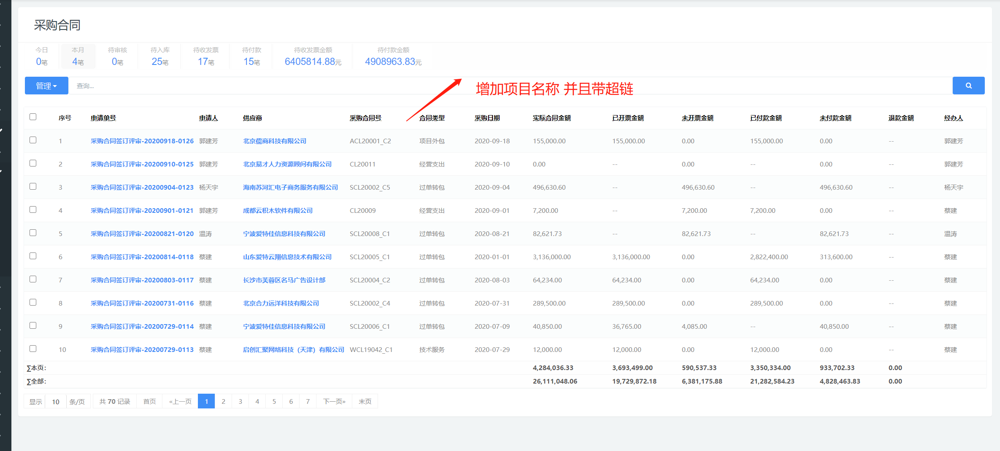 采购合同
今日 本月 待审核 待入库 待收发票 待付款 待收发票金额 待付款金额
0笔 4笔 0笔 25笔 17笔 15笔 6405814.88元 4908963.83元
管理 查询... 增加项目名称 并且带超链
序号 申请单号 申请人 供应商 采购合同号 合同类型 采购日期 实际合同金额 已开票金额 未开票金额 已付款金额 未付款金额 退款金额 经办人
1 采购合同签订评审-20200918-0126 郭建芳 北京儒商科技有限公司 ACL20001_C2 项目外包 2020-09-18 155,000.00 155,000.00 0.00 155,000.00 0.00 -- 郭建芳
2 采购合同签订评审-20200910-0125 郭建芳 北京易才人力资源顾问有限公司 CL20011 经营支出 2020-09-10 0.00 -- 0.00 -- 0.00 -- 郭建芳
3 采购合同签订评审-20200904-0123 杨天宇 海南苏河汇电子商务服务有限公司 SCL20002_C5 过单转包 2020-09-04 496,630.60 -- 496,630.60 -- 496,630.60 -- 杨天宇
4 采购合同签订评审-20200901-0121 郭建芳 成都云积木软件有限公司 CL20009 经营支出 2020-09-01 7,200.00 -- 7,200.00 7,200.00 0.00 -- 蔡建
5 采购合同签订评审-20200821-0120 温涛 宁波爱特佳信息科技有限公司 SCL20008_C1 过单转包 2020-08-21 82,621.73 -- 82,621.73 -- 82,621.73 -- 温涛
6 采购合同签订评审-20200814-0118 蔡建 山东爱特云翔信息技术有限公司 SCL20005_C1 过单转包 2020-01-01 3,136,000.00 3,136,000.00 0.00 2,822,400.00 313,600.00 -- 蔡建
7 采购合同签订评审-20200803-0117 蔡建 长沙市芙蓉区名马广告设计部 SCL20004_C2 过单转包 2020-08-03 64,234.00 64,234.00 0.00 64,234.00 0.00 -- 蔡建
8 采购合同签订评审-20200731-0116 蔡建 北京合力远洋科技有限公司 SCL20002_C4 过单转包 2020-07-31 289,500.00 289,500.00 0.00 289,500.00 0.00 -- 蔡建
9 采购合同签订评审-20200729-0114 蔡建 宁波爱特佳信息科技有限公司 SCL20006_C1 过单转包 2020-07-09 40,850.00 36,765.00 4,085.00 -- 40,850.00 -- 蔡建
10 采购合同签订评审-20200729-0113 蔡建 启创汇聚网络科技（天津）有限公司 WCL19042_C1 技术服务 2020-07-29 12,000.00 12,000.00 0.00 12,000.00 0.00 -- 蔡建
∑本页: 4,284,036.33 3,693,499.00 590,537.33 3,350,334.00 933,702.33 0.00
∑全部: 26,111,048.06 19,729,872.18 6,381,175.88 21,282,584.23 4,828,463.83 0.00
显示 10 条/页 共 70 记录 首页 «上一页 1 2 3 4 5 6 7 下一页» 末页